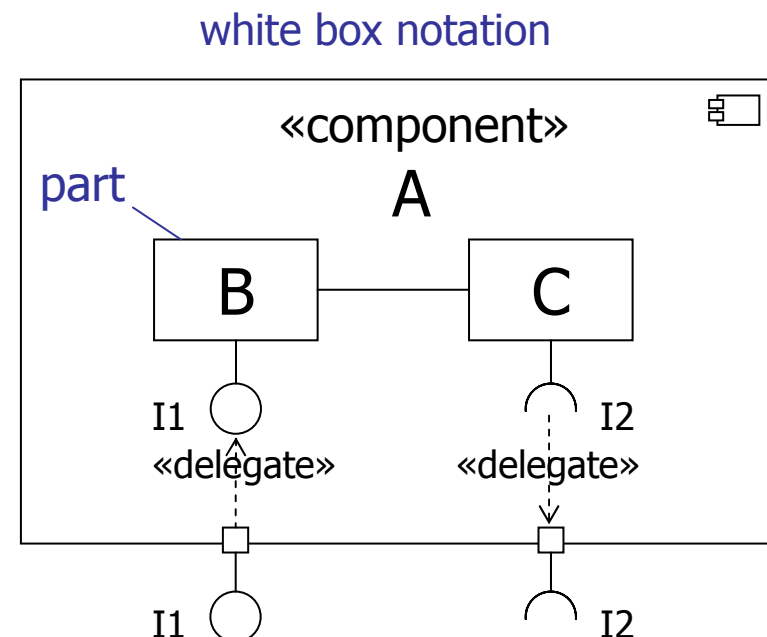 white box notation
«component»
part
A
B
C
I1
I2
«delegate»
«delegate»
I1
I2